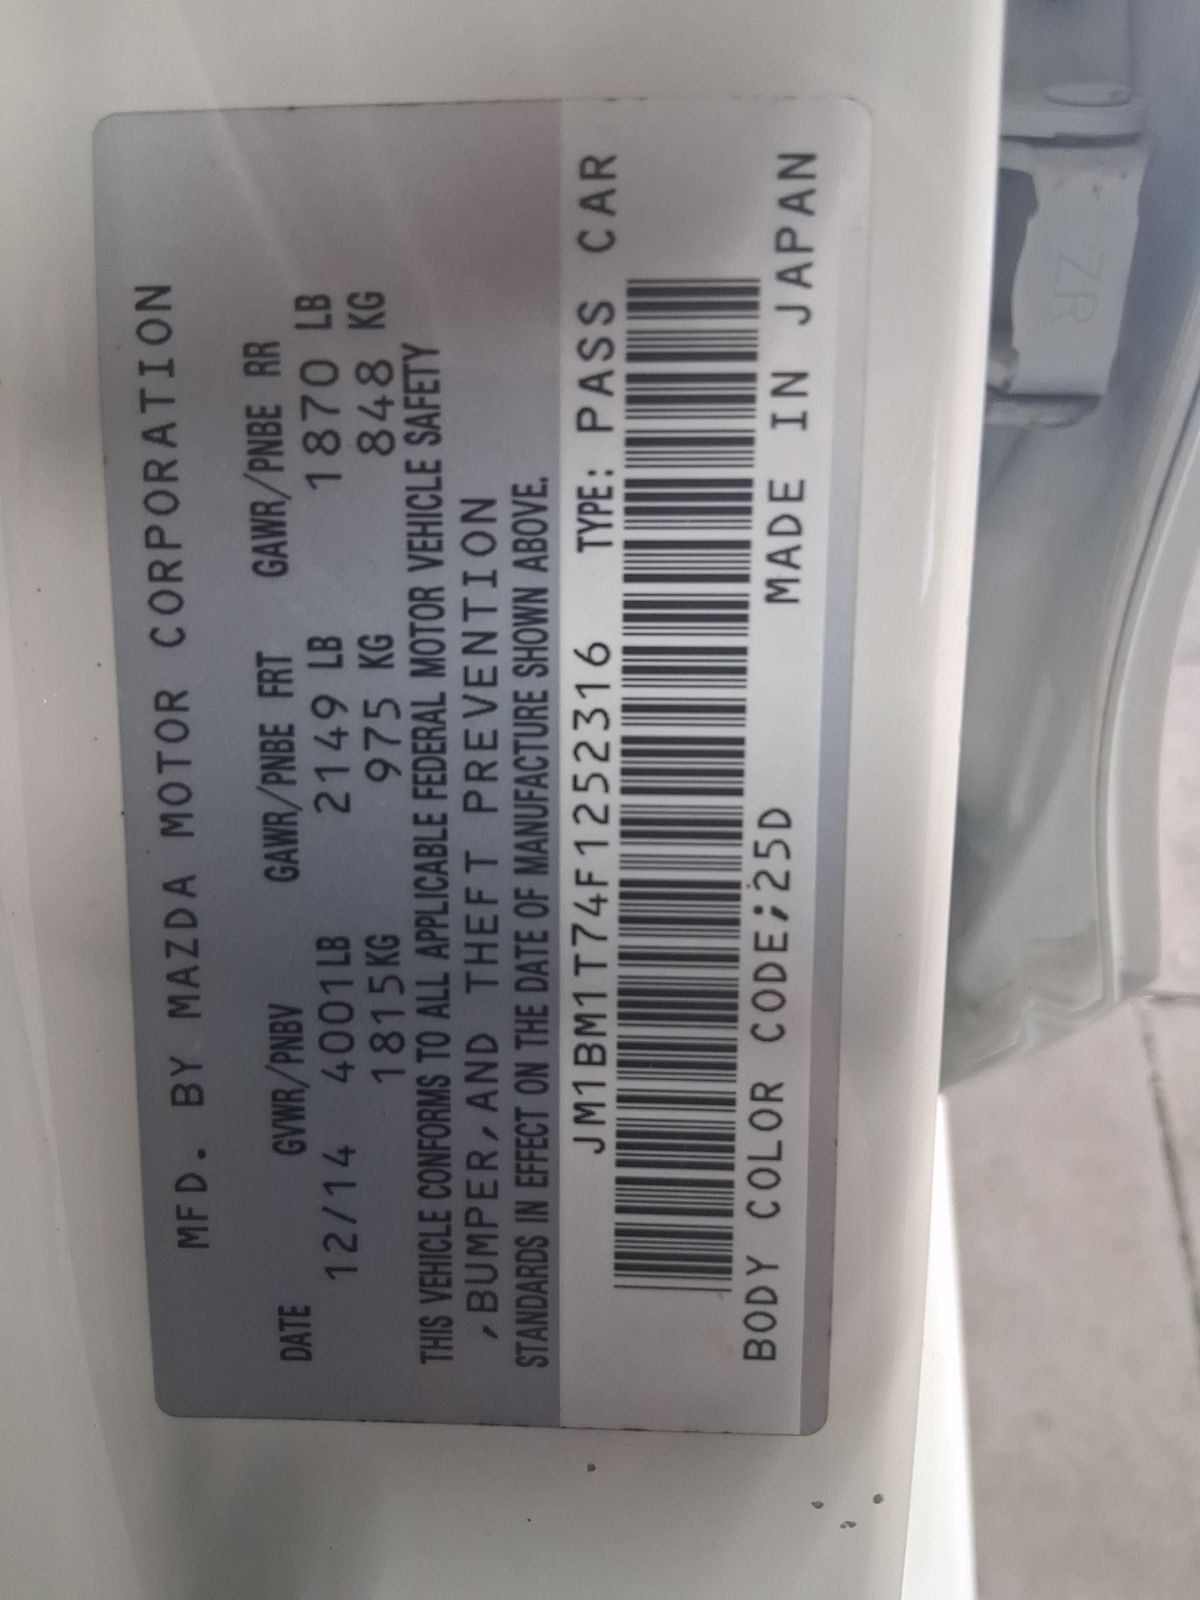 MFD. BY MAZDA MOTOR CORPORATION
DATE GVWR/PNBV GAWR/PNBE FRT GAWR/PNBE RR
12/14 4001LB 2149 LB 1870 LB
1815KG 975 KG 848 KG
THIS VEHICLE CONFORMS TO ALL APPLICABLE FEDERAL MOTOR VEHICLE SAFETY
,BUMPER,AND THEFT PREVENTION
STANDARDS IN EFFECT ON THE DATE OF MANUFACTURE SHOWN ABOVE.
JM1BM1T74F1252316 TYPE: PASS CAR
BODY COLOR CODE;25D MADE IN JAPAN
ZR